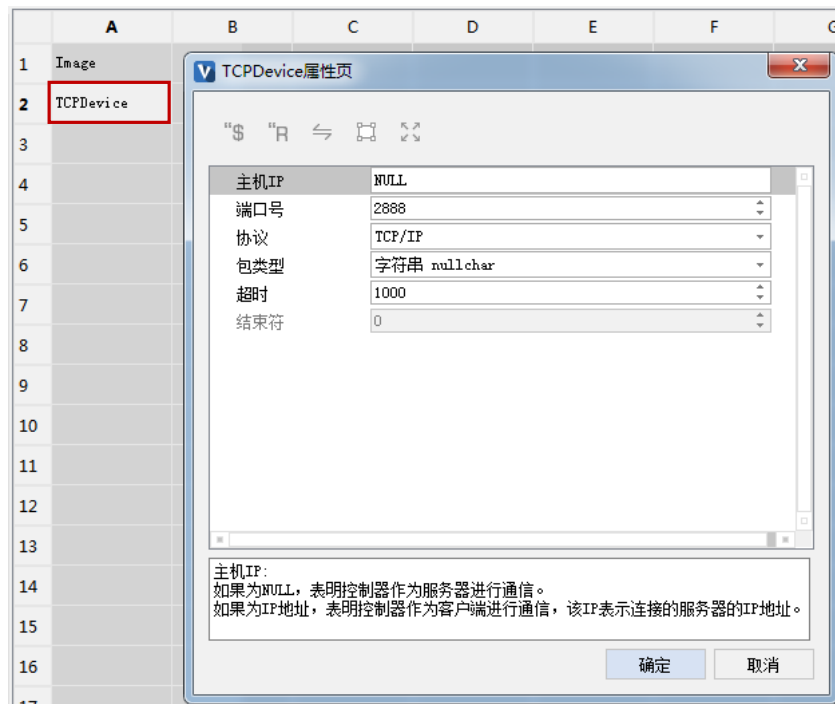 A B C D E F
1 Image
2 TCPDevice
3
4
5
6
7
8
9
10
11
12
13
14
15
16
TCPDevice属性页
"$ "R
主机IP NULL
端口号 2888
协议 TCP/IP
包类型 字符串 nullchar
超时 1000
结束符 0
主机IP:
如果为NULL，表明控制器作为服务器进行通信。
如果为IP地址，表明控制器作为客户端进行通信，该IP表示连接的服务器的IP地址。
确定 取消